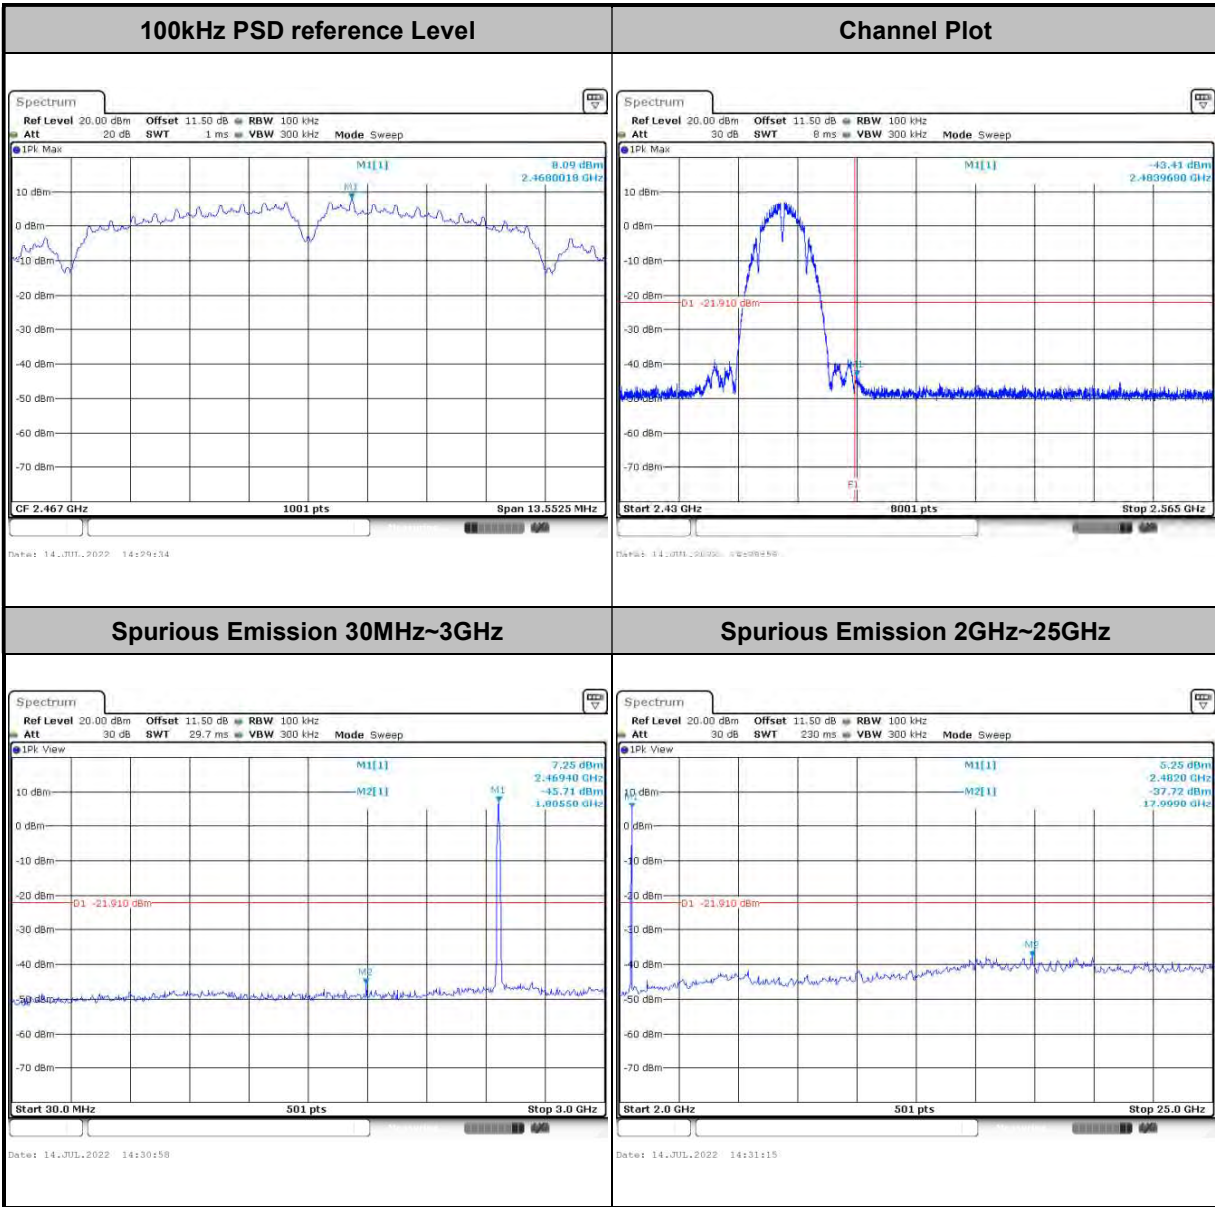 100kHz PSD reference Level
Channel Plot
Spectrum
Ref Level 20.00 dBm Offset 11.50 dB RBW 100 kHz
Att 20 dB SWT 1 ms VBW 300 kHz Mode Sweep
1Pk Max
M1[1] 8.09 dBm
2.4680018 GHz
M1
10 dBm
0 dBm
-10 dBm
-20 dBm
-30 dBm
-40 dBm
-50 dBm
-60 dBm
-70 dBm
CF 2.467 GHz 1001 pts Span 13.5525 MHz
Date: 14.JUL.2022 14:29:34
Spectrum
Ref Level 20.00 dBm Offset 11.50 dB RBW 100 kHz
Att 30 dB SWT 8 ms VBW 300 kHz Mode Sweep
1Pk Max
M1[1] -43.41 dBm
2.4839680 GHz
10 dBm
0 dBm
-10 dBm
-20 dBm
D1 -21.910 dBm
-30 dBm
-40 dBm
-50 dBm
-60 dBm
-70 dBm
F1
Start 2.43 GHz 8001 pts Stop 2.565 GHz
Spurious Emission 30MHz~3GHz
Spurious Emission 2GHz~25GHz
Spectrum
Ref Level 20.00 dBm Offset 11.50 dB RBW 100 kHz
Att 30 dB SWT 29.7 ms VBW 300 kHz Mode Sweep
1Pk View
M1[1] 7.25 dBm
2.46940 GHz
M2[1] -45.71 dBm
1.80550 GHz
M1
10 dBm
0 dBm
-10 dBm
-20 dBm
D1 -21.910 dBm
-30 dBm
-40 dBm
M2
-50 dBm
-60 dBm
-70 dBm
Start 30.0 MHz 501 pts Stop 3.0 GHz
Date: 14.JUL.2022 14:30:58
Spectrum
Ref Level 20.00 dBm Offset 11.50 dB RBW 100 kHz
Att 30 dB SWT 230 ms VBW 300 kHz Mode Sweep
1Pk View
M1[1] 5.25 dBm
2.4820 GHz
M2[1] -37.72 dBm
17.9990 GHz
10 dBm
0 dBm
-10 dBm
-20 dBm
D1 -21.910 dBm
-30 dBm
M2
-40 dBm
-50 dBm
-60 dBm
-70 dBm
Start 2.0 GHz 501 pts Stop 25.0 GHz
Date: 14.JUL.2022 14:31:15